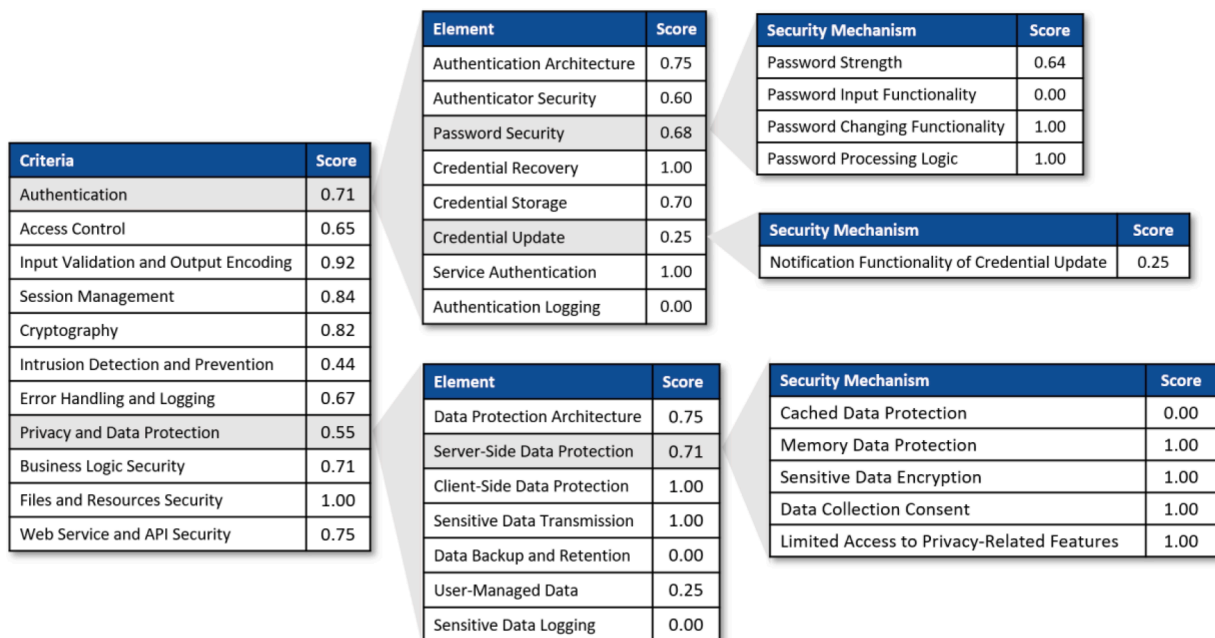 Criteria Score
Authentication 0.71
Access Control 0.65
Input Validation and Output Encoding 0.92
Session Management 0.84
Cryptography 0.82
Intrusion Detection and Prevention 0.44
Error Handling and Logging 0.67
Privacy and Data Protection 0.55
Business Logic Security 0.71
Files and Resources Security 1.00
Web Service and API Security 0.75
Element Score
Authentication Architecture 0.75
Authenticator Security 0.60
Password Security 0.68
Credential Recovery 1.00
Credential Storage 0.70
Credential Update 0.25
Service Authentication 1.00
Authentication Logging 0.00
Security Mechanism Score
Password Strength 0.64
Password Input Functionality 0.00
Password Changing Functionality 1.00
Password Processing Logic 1.00
Security Mechanism Score
Notification Functionality of Credential Update 0.25
Element Score
Data Protection Architecture 0.75
Server-Side Data Protection 0.71
Client-Side Data Protection 1.00
Sensitive Data Transmission 1.00
Data Backup and Retention 0.00
User-Managed Data 0.25
Sensitive Data Logging 0.00
Security Mechanism Score
Cached Data Protection 0.00
Memory Data Protection 1.00
Sensitive Data Encryption 1.00
Data Collection Consent 1.00
Limited Access to Privacy-Related Features 1.00